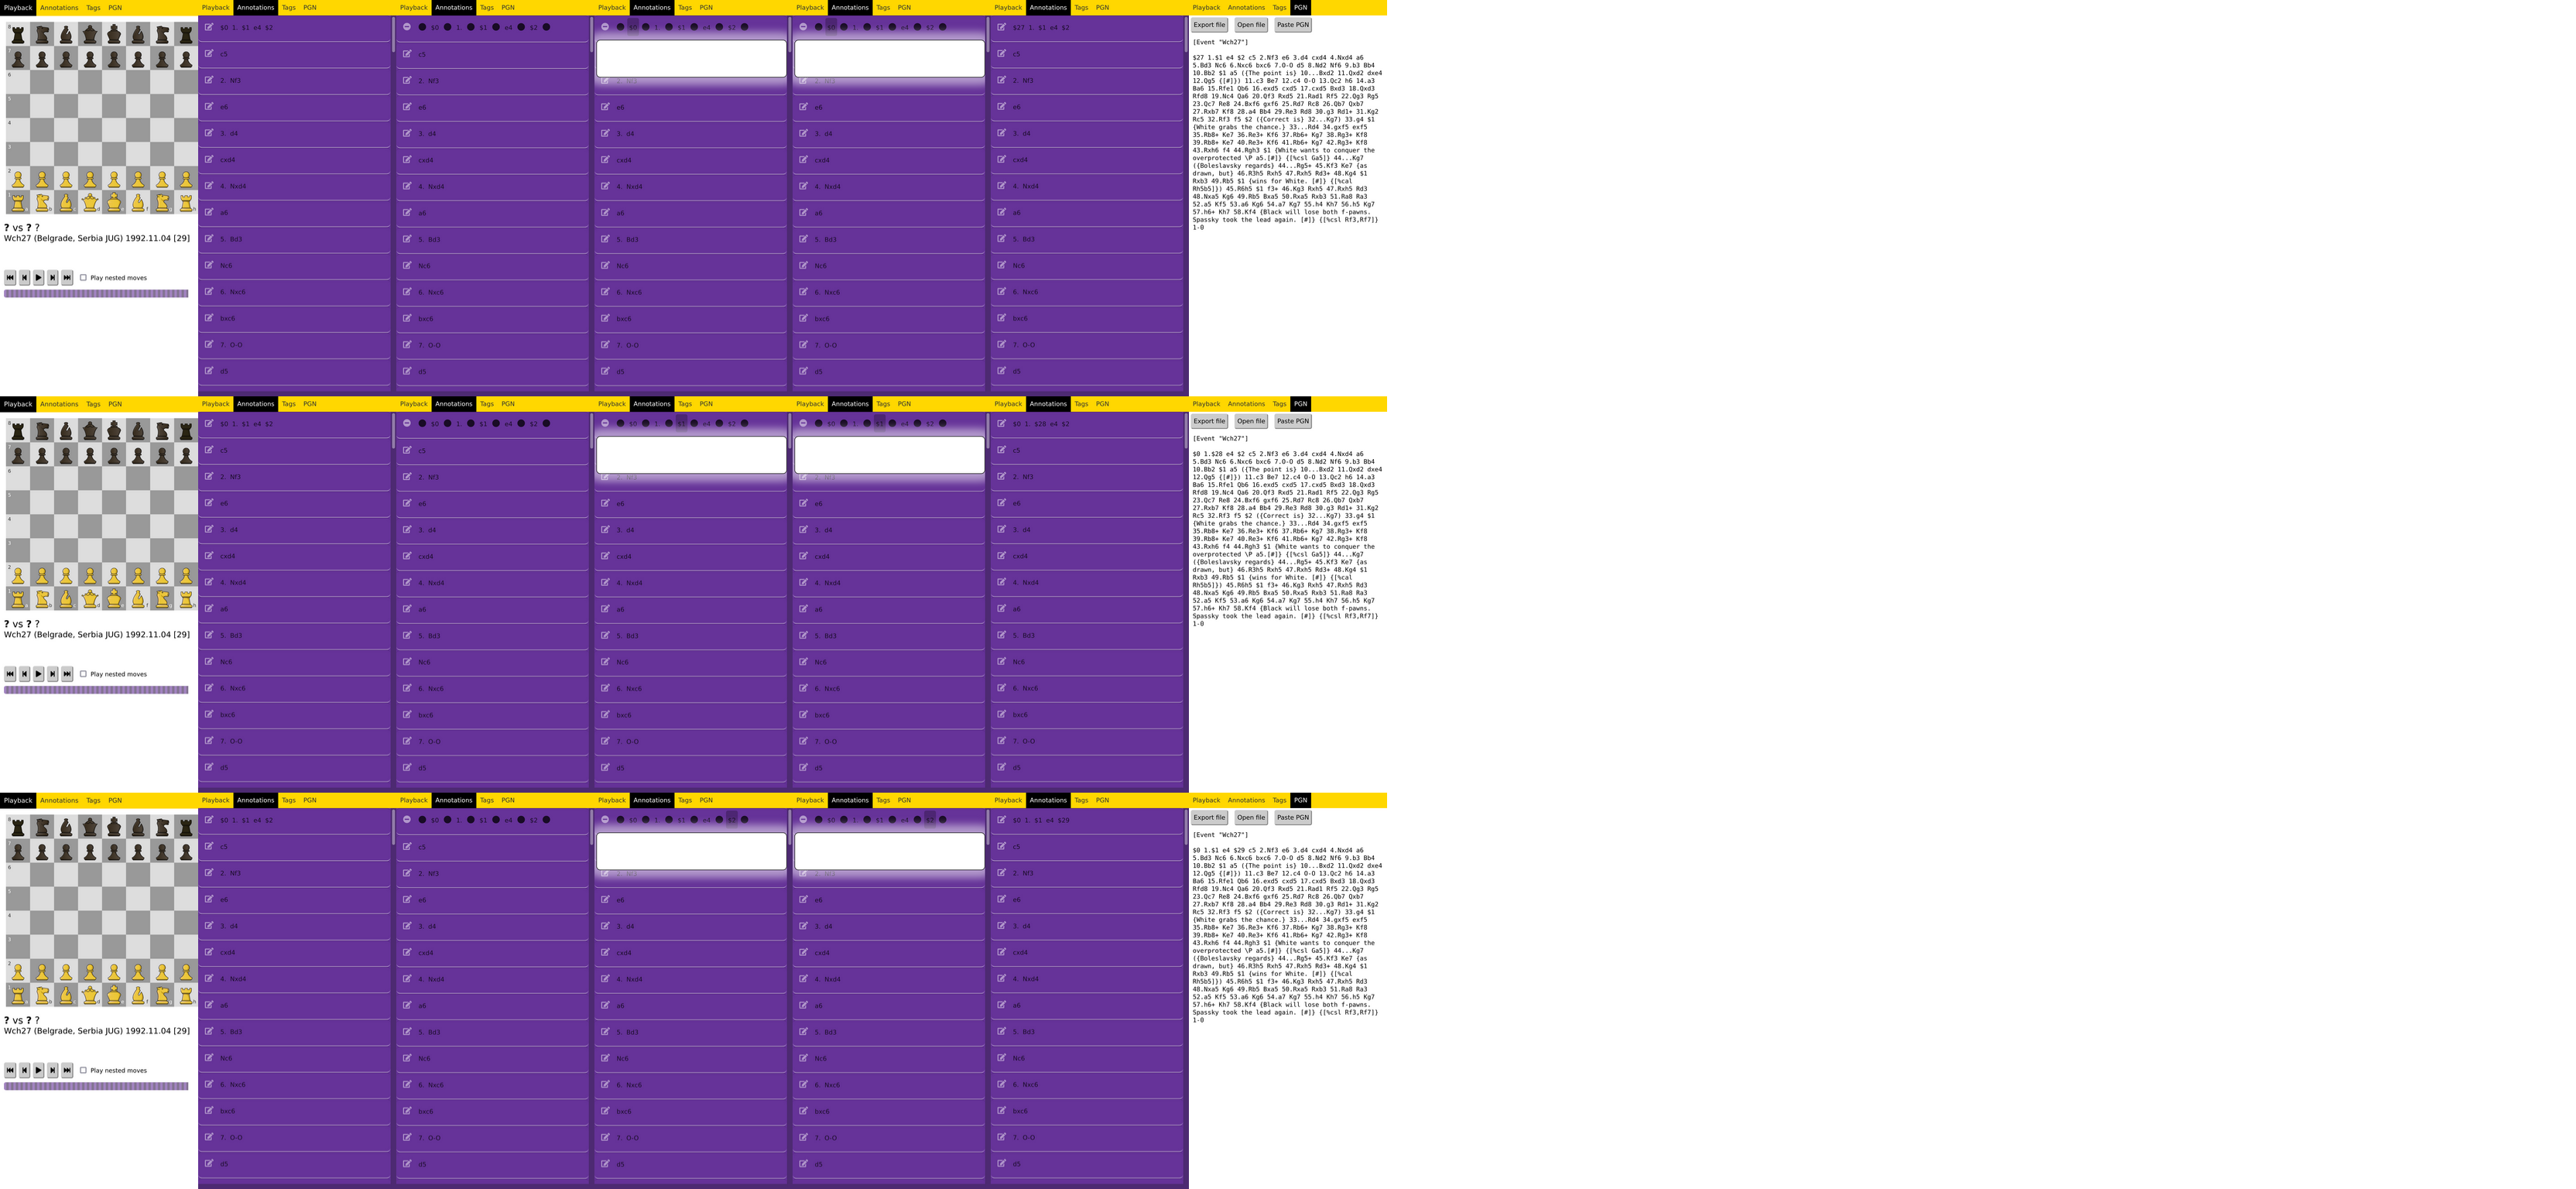 Playback Annotations Tags PGN
8
7
6
5
4
3
2
1
? vs ? ?
Wch27 (Belgrade, Serbia JUG) 1992.11.04 [29]
Play nested moves
Playback Annotations Tags PGN
$0 1. $1 e4 $2
c5
2. Nf3
e6
3. d4
cxd4
4. Nxd4
a6
5. Bd3
Nc6
6. Nxc6
bxc6
7. O-O
d5
Playback Annotations Tags PGN
$0 1. $1 e4 $2
c5
2. Nf3
e6
3. d4
cxd4
4. Nxd4
a6
5. Bd3
Nc6
6. Nxc6
bxc6
7. O-O
d5
Playback Annotations Tags PGN
$0 1. $1 e4 $2
2. Nf3
e6
3. d4
cxd4
4. Nxd4
a6
5. Bd3
Nc6
6. Nxc6
bxc6
7. O-O
d5
Playback Annotations Tags PGN
$0 1. $1 e4 $2
2. Nf3
e6
3. d4
cxd4
4. Nxd4
a6
5. Bd3
Nc6
6. Nxc6
bxc6
7. O-O
d5
Playback Annotations Tags PGN
$27 1. $1 e4 $2
c5
2. Nf3
e6
3. d4
cxd4
4. Nxd4
a6
5. Bd3
Nc6
6. Nxc6
bxc6
7. O-O
d5
Playback Annotations Tags PGN
Export file Open file Paste PGN
[Event "Wch27"]
$27 1.$1 e4 $2 c5 2.Nf3 e6 3.d4 cxd4 4.Nxd4 a6
5.Bd3 Nc6 6.Nxc6 bxc6 7.O-O d5 8.Nd2 Nf6 9.b3 Bb4
10.Bb2 $1 a5 ({The point is} 10...Bxd2 11.Qxd2 dxe4
12.Qg5 {[#]}) 11.c3 Be7 12.c4 O-O 13.Qc2 h6 14.a3
Ba6 15.Rfe1 Qb6 16.exd5 cxd5 17.cxd5 Bxd3 18.Qxd3
Rfd8 19.Nc4 Qa6 20.Qf3 Rxd5 21.Rad1 Rf5 22.Qg3 Rg5
23.Qc7 Re8 24.Bxf6 gxf6 25.Rd7 Rc8 26.Qb7 Qxb7
27.Rxb7 Kf8 28.a4 Bb4 29.Re3 Rd8 30.g3 Rd1+ 31.Kg2
Rc5 32.Rf3 f5 $2 ({Correct is} 32...Kg7) 33.g4 $1
{White grabs the chance.} 33...Rd4 34.gxf5 exf5
35.Rb8+ Ke7 36.Re3+ Kf6 37.Rb6+ Kg7 38.Rg3+ Kf8
39.Rb8+ Ke7 40.Re3+ Kf6 41.Rb6+ Kg7 42.Rg3+ Kf8
43.Rxh6 f4 44.Rgh3 $1 {White wants to conquer the
overprotected \P a5.[#]} {[%csl Ga5]} 44...Kg7
({Boleslavsky regards} 44...Rg5+ 45.Kf3 Ke7 {as
drawn, but} 46.R3h5 Rxh5 47.Rxh5 Rd3+ 48.Kg4 $1
Rxb3 49.Rb5 $1 {wins for White. [#]} {[%cal
Rh5b5]}) 45.R6h5 $1 f3+ 46.Kg3 Rxh5 47.Rxh5 Rd3
48.Nxa5 Kg6 49.Rb5 Bxa5 50.Rxa5 Rxb3 51.Ra8 Ra3
52.a5 Kf5 53.a6 Kg6 54.a7 Kg7 55.h4 Kh7 56.h5 Kg7
57.h6+ Kh7 58.Kf4 {Black will lose both f-pawns.
Spassky took the lead again. [#]} {[%csl Rf3,Rf7]}
1-0
Playback Annotations Tags PGN
8
7
6
5
4
3
2
1
? vs ? ?
Wch27 (Belgrade, Serbia JUG) 1992.11.04 [29]
Play nested moves
Playback Annotations Tags PGN
$0 1. $1 e4 $2
c5
2. Nf3
e6
3. d4
cxd4
4. Nxd4
a6
5. Bd3
Nc6
6. Nxc6
bxc6
7. O-O
d5
Playback Annotations Tags PGN
$0 1. $1 e4 $2
c5
2. Nf3
e6
3. d4
cxd4
4. Nxd4
a6
5. Bd3
Nc6
6. Nxc6
bxc6
7. O-O
d5
Playback Annotations Tags PGN
$0 1. $1 e4 $2
2. Nf3
e6
3. d4
cxd4
4. Nxd4
a6
5. Bd3
Nc6
6. Nxc6
bxc6
7. O-O
d5
Playback Annotations Tags PGN
$0 1. $1 e4 $2
2. Nf3
e6
3. d4
cxd4
4. Nxd4
a6
5. Bd3
Nc6
6. Nxc6
bxc6
7. O-O
d5
Playback Annotations Tags PGN
$0 1. $28 e4 $2
c5
2. Nf3
e6
3. d4
cxd4
4. Nxd4
a6
5. Bd3
Nc6
6. Nxc6
bxc6
7. O-O
d5
Playback Annotations Tags PGN
Export file Open file Paste PGN
[Event "Wch27"]
$0 1.$28 e4 $2 c5 2.Nf3 e6 3.d4 cxd4 4.Nxd4 a6
5.Bd3 Nc6 6.Nxc6 bxc6 7.O-O d5 8.Nd2 Nf6 9.b3 Bb4
10.Bb2 $1 a5 ({The point is} 10...Bxd2 11.Qxd2 dxe4
12.Qg5 {[#]}) 11.c3 Be7 12.c4 O-O 13.Qc2 h6 14.a3
Ba6 15.Rfe1 Qb6 16.exd5 cxd5 17.cxd5 Bxd3 18.Qxd3
Rfd8 19.Nc4 Qa6 20.Qf3 Rxd5 21.Rad1 Rf5 22.Qg3 Rg5
23.Qc7 Re8 24.Bxf6 gxf6 25.Rd7 Rc8 26.Qb7 Qxb7
27.Rxb7 Kf8 28.a4 Bb4 29.Re3 Rd8 30.g3 Rd1+ 31.Kg2
Rc5 32.Rf3 f5 $2 ({Correct is} 32...Kg7) 33.g4 $1
{White grabs the chance.} 33...Rd4 34.gxf5 exf5
35.Rb8+ Ke7 36.Re3+ Kf6 37.Rb6+ Kg7 38.Rg3+ Kf8
39.Rb8+ Ke7 40.Re3+ Kf6 41.Rb6+ Kg7 42.Rg3+ Kf8
43.Rxh6 f4 44.Rgh3 $1 {White wants to conquer the
overprotected \P a5.[#]} {[%csl Ga5]} 44...Kg7
({Boleslavsky regards} 44...Rg5+ 45.Kf3 Ke7 {as
drawn, but} 46.R3h5 Rxh5 47.Rxh5 Rd3+ 48.Kg4 $1
Rxb3 49.Rb5 $1 {wins for White. [#]} {[%cal
Rh5b5]}) 45.R6h5 $1 f3+ 46.Kg3 Rxh5 47.Rxh5 Rd3
48.Nxa5 Kg6 49.Rb5 Bxa5 50.Rxa5 Rxb3 51.Ra8 Ra3
52.a5 Kf5 53.a6 Kg6 54.a7 Kg7 55.h4 Kh7 56.h5 Kg7
57.h6+ Kh7 58.Kf4 {Black will lose both f-pawns.
Spassky took the lead again. [#]} {[%csl Rf3,Rf7]}
1-0
Playback Annotations Tags PGN
8
7
6
5
4
3
2
1
? vs ? ?
Wch27 (Belgrade, Serbia JUG) 1992.11.04 [29]
Play nested moves
Playback Annotations Tags PGN
$0 1. $1 e4 $2
c5
2. Nf3
e6
3. d4
cxd4
4. Nxd4
a6
5. Bd3
Nc6
6. Nxc6
bxc6
7. O-O
d5
Playback Annotations Tags PGN
$0 1. $1 e4 $2
c5
2. Nf3
e6
3. d4
cxd4
4. Nxd4
a6
5. Bd3
Nc6
6. Nxc6
bxc6
7. O-O
d5
Playback Annotations Tags PGN
$0 1. $1 e4 $2
2. Nf3
e6
3. d4
cxd4
4. Nxd4
a6
5. Bd3
Nc6
6. Nxc6
bxc6
7. O-O
d5
Playback Annotations Tags PGN
$0 1. $1 e4 $2
2. Nf3
e6
3. d4
cxd4
4. Nxd4
a6
5. Bd3
Nc6
6. Nxc6
bxc6
7. O-O
d5
Playback Annotations Tags PGN
$0 1. $1 e4 $29
c5
2. Nf3
e6
3. d4
cxd4
4. Nxd4
a6
5. Bd3
Nc6
6. Nxc6
bxc6
7. O-O
d5
Playback Annotations Tags PGN
Export file Open file Paste PGN
[Event "Wch27"]
$0 1.$1 e4 $29 c5 2.Nf3 e6 3.d4 cxd4 4.Nxd4 a6
5.Bd3 Nc6 6.Nxc6 bxc6 7.O-O d5 8.Nd2 Nf6 9.b3 Bb4
10.Bb2 $1 a5 ({The point is} 10...Bxd2 11.Qxd2 dxe4
12.Qg5 {[#]}) 11.c3 Be7 12.c4 O-O 13.Qc2 h6 14.a3
Ba6 15.Rfe1 Qb6 16.exd5 cxd5 17.cxd5 Bxd3 18.Qxd3
Rfd8 19.Nc4 Qa6 20.Qf3 Rxd5 21.Rad1 Rf5 22.Qg3 Rg5
23.Qc7 Re8 24.Bxf6 gxf6 25.Rd7 Rc8 26.Qb7 Qxb7
27.Rxb7 Kf8 28.a4 Bb4 29.Re3 Rd8 30.g3 Rd1+ 31.Kg2
Rc5 32.Rf3 f5 $2 ({Correct is} 32...Kg7) 33.g4 $1
{White grabs the chance.} 33...Rd4 34.gxf5 exf5
35.Rb8+ Ke7 36.Re3+ Kf6 37.Rb6+ Kg7 38.Rg3+ Kf8
39.Rb8+ Ke7 40.Re3+ Kf6 41.Rb6+ Kg7 42.Rg3+ Kf8
43.Rxh6 f4 44.Rgh3 $1 {White wants to conquer the
overprotected \P a5.[#]} {[%csl Ga5]} 44...Kg7
({Boleslavsky regards} 44...Rg5+ 45.Kf3 Ke7 {as
drawn, but} 46.R3h5 Rxh5 47.Rxh5 Rd3+ 48.Kg4 $1
Rxb3 49.Rb5 $1 {wins for White. [#]} {[%cal
Rh5b5]}) 45.R6h5 $1 f3+ 46.Kg3 Rxh5 47.Rxh5 Rd3
48.Nxa5 Kg6 49.Rb5 Bxa5 50.Rxa5 Rxb3 51.Ra8 Ra3
52.a5 Kf5 53.a6 Kg6 54.a7 Kg7 55.h4 Kh7 56.h5 Kg7
57.h6+ Kh7 58.Kf4 {Black will lose both f-pawns.
Spassky took the lead again. [#]} {[%csl Rf3,Rf7]}
1-0